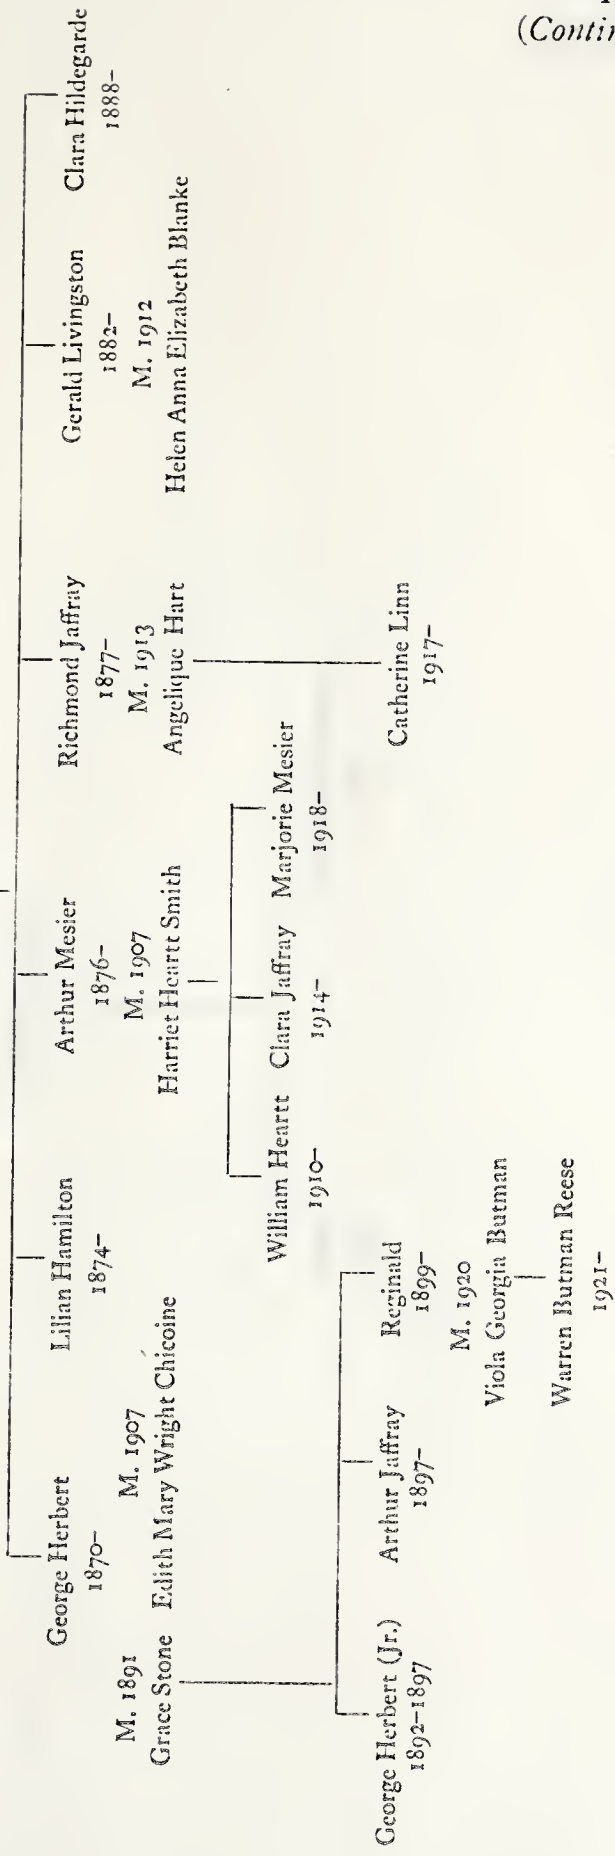 (Contin
George Herbert
1870–
M. 1891
Grace Stone
M. 1907
Edith Mary Wright Chicoine
Lilian Hamilton
1874–
Arthur Mesier
1876–
M. 1907
Harriet Heartt Smith
Richmond Jaffray
1877–
M. 1913
Angelique Hart
Gerald Livingston
1882–
M. 1912
Helen Anna Elizabeth Blanke
Clara Hildegarde
1888–
George Herbert (Jr.)
1892–1897
Arthur Jaffray
1897–
Reginald
1899–
M. 1920
Viola Georgia Butman
Warren Butman Reese
1921–
William Heartt
1910–
Clara Jaffray
1914–
Marjorie Mesier
1918–
Catherine Linn
1917–